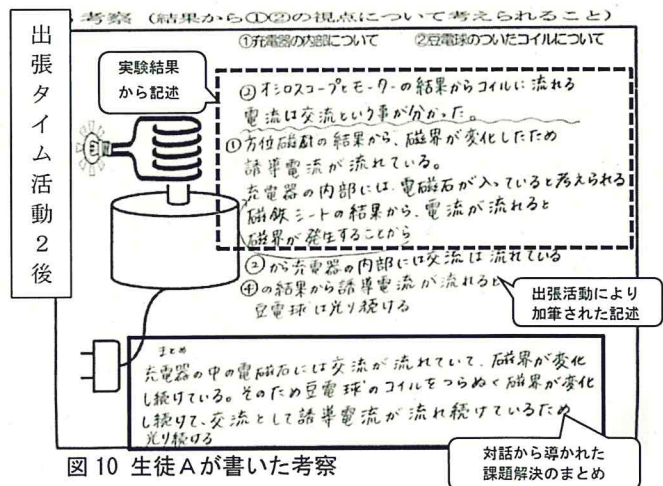 考察(結果から①②の視点について考えられること)
①充電器の内部について ②豆電球のついたコイルについて
出張タイム活動2後
実験結果
から記述
②オシロスコープとモーターの結果からコイルに流れる
電流は交流という事が分かった。
①方位磁針の結果から、磁界が変化したため
誘導電流が流れている。
充電器の内部には、電磁石が入っていると考えられる
磁鉄シートの結果から、電流が流れると
磁界が発生することから
②から充電器の内部には交流は流れている
④の結果から誘導電流が流れると
豆電球は光り続ける
出張活動により
加筆された記述
まとめ
充電器の中の電磁石には交流が流れていて、磁界が変化
し続けている。そのため豆電球のコイルをつらぬく磁界が変化
し続けて、交流として誘導電流が流れ続けているため
光り続ける
対話から導かれた
課題解決のまとめ
図10 生徒Aが書いた考察